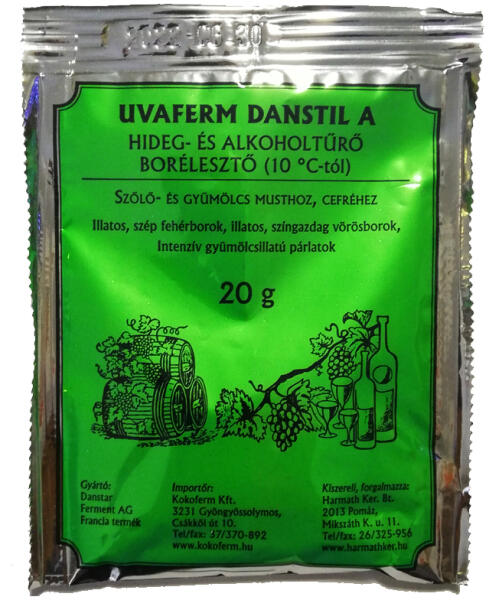 2022-06-30
UVAFERM DANSTIL A
HIDEG- ÉS ALKOHOLTŰRŐ
BORÉLESZTŐ (10 °C-tól)
SZŐLŐ- ÉS GYÜMÖLCS MUSTHOZ, CEFRÉHEZ
Illatos, szép fehérborok, illatos, színgazdag vörösborok,
Intenzív gyümölcsillatú párlatok
20 g
Gyártó:
Danstar
Ferment AG
Francia termék
Importőr:
Kokoferm Kft.
3231 Gyöngyössolymos,
Csákkői út 10.
Tel/fax: 37/370-892
www.kokoferm.hu
Kiszereli, forgalmazza:
Harmath Ker. Bt.
2013 Pomáz,
Mikszáth K. u. 11.
Tel/fax: 26/325-956
www.harmathker.hu